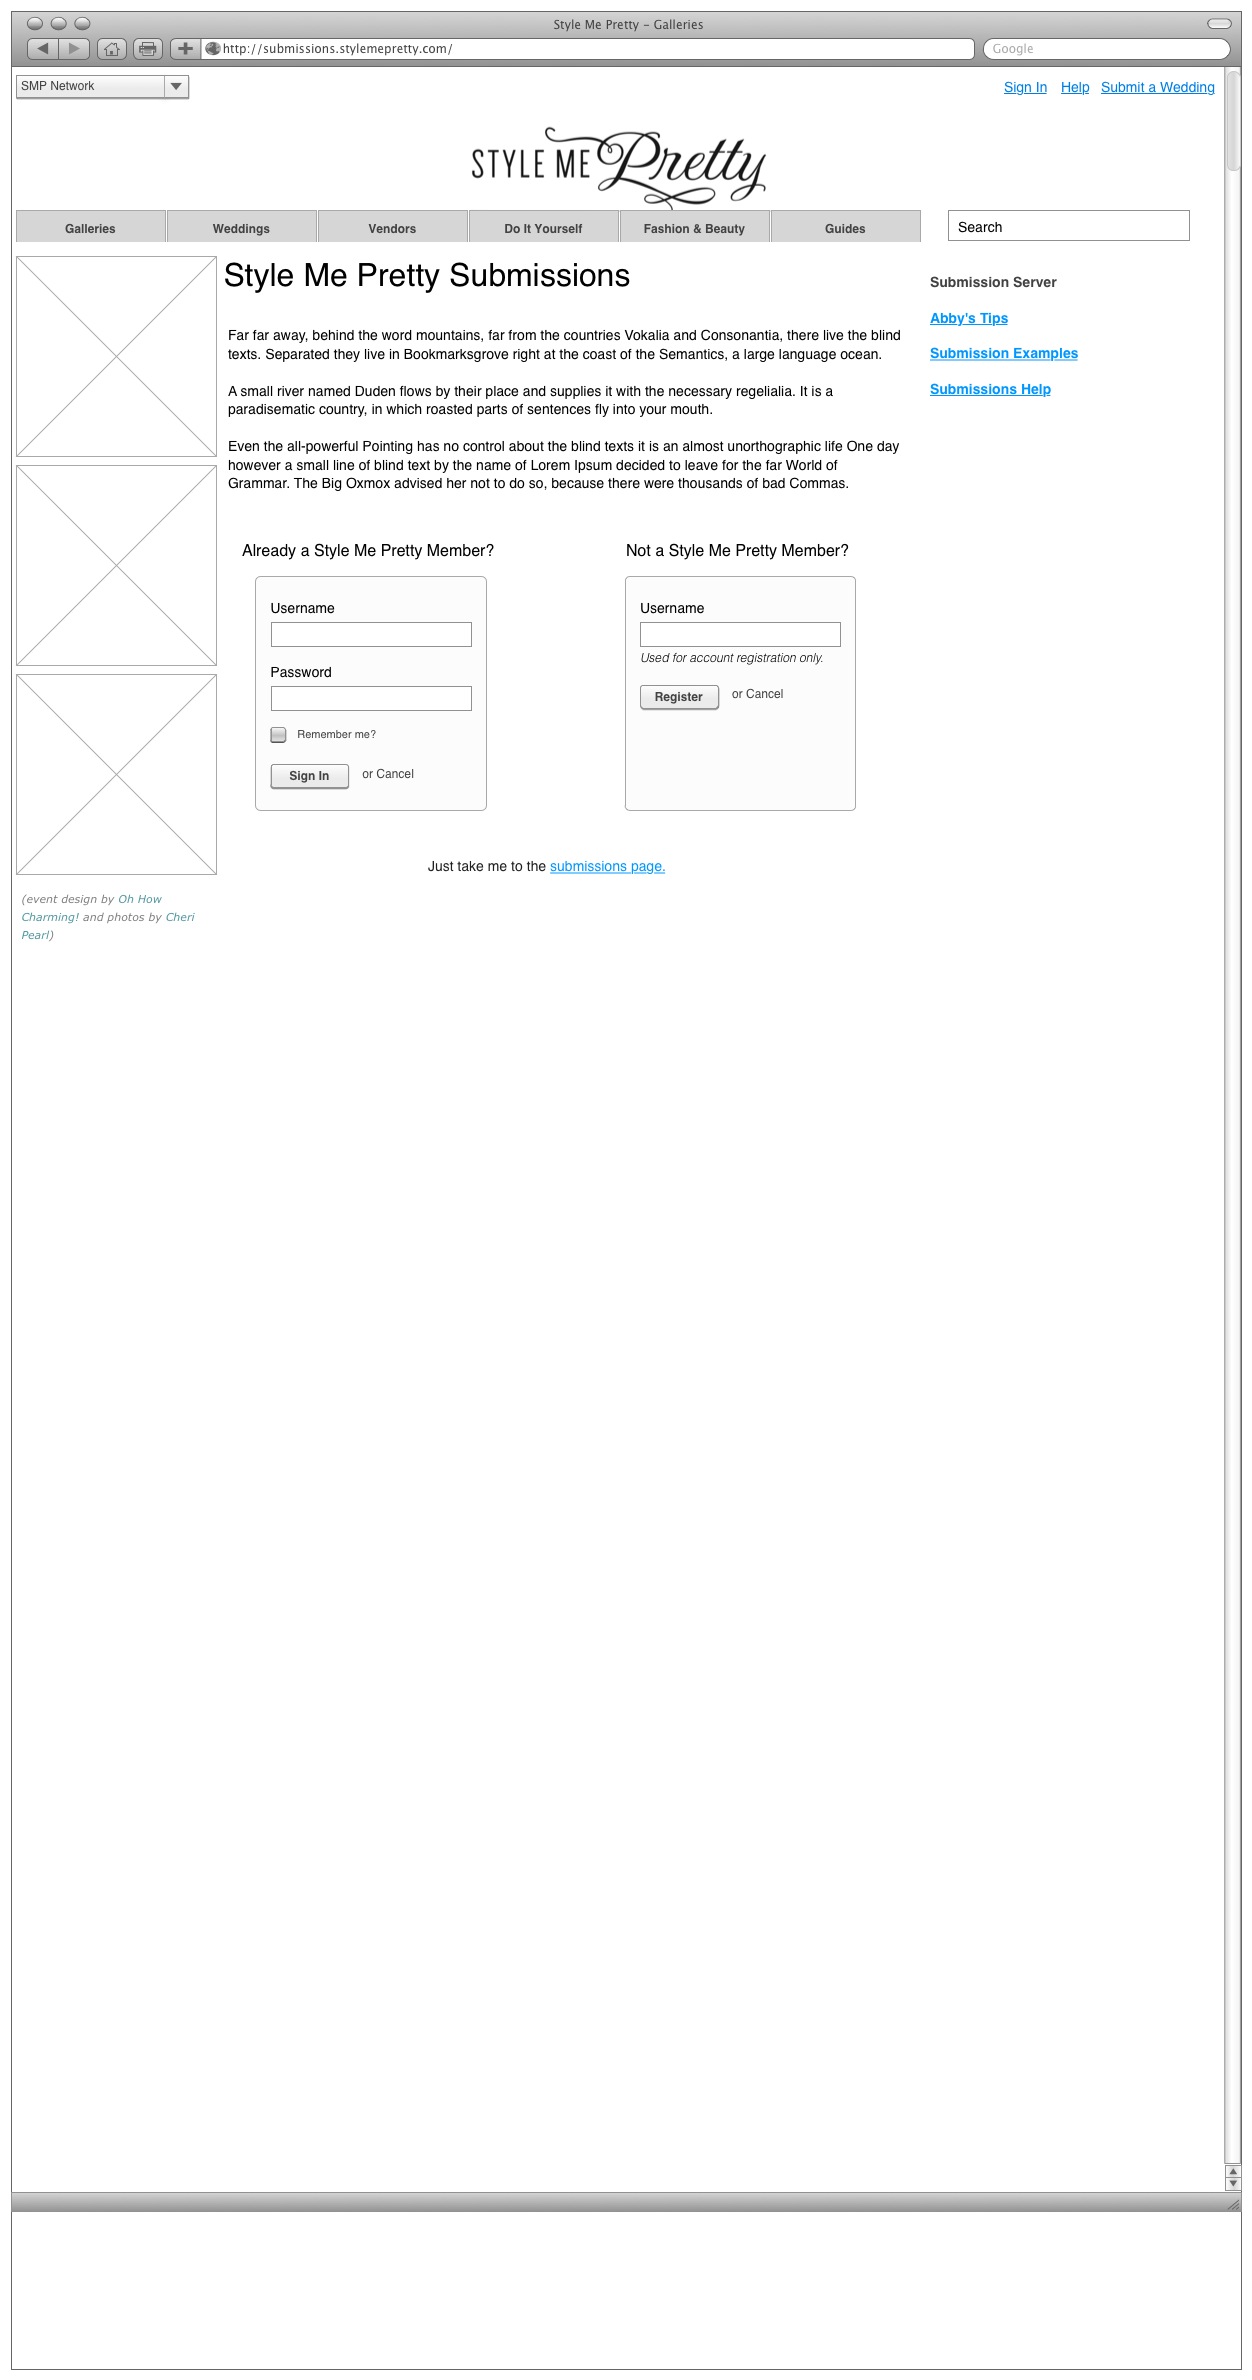 Style Me Pretty – Galleries
http://submissions.stylemepretty.com/
Google
SMP Network
Sign In Help Submit a Wedding
STYLE ME Pretty
Galleries Weddings Vendors Do It Yourself Fashion & Beauty Guides Search
Style Me Pretty Submissions
Far far away, behind the word mountains, far from the countries Vokalia and Consonantia, there live the blind
texts. Separated they live in Bookmarksgrove right at the coast of the Semantics, a large language ocean.
A small river named Duden flows by their place and supplies it with the necessary regelialia. It is a
paradisematic country, in which roasted parts of sentences fly into your mouth.
Even the all-powerful Pointing has no control about the blind texts it is an almost unorthographic life One day
however a small line of blind text by the name of Lorem Ipsum decided to leave for the far World of
Grammar. The Big Oxmox advised her not to do so, because there were thousands of bad Commas.
Submission Server
Abby's Tips
Submission Examples
Submissions Help
Already a Style Me Pretty Member?
Username
Password
Remember me?
Sign In or Cancel
Not a Style Me Pretty Member?
Username
Used for account registration only.
Register or Cancel
Just take me to the submissions page.
(event design by Oh How
Charming! and photos by Cheri
Pearl)